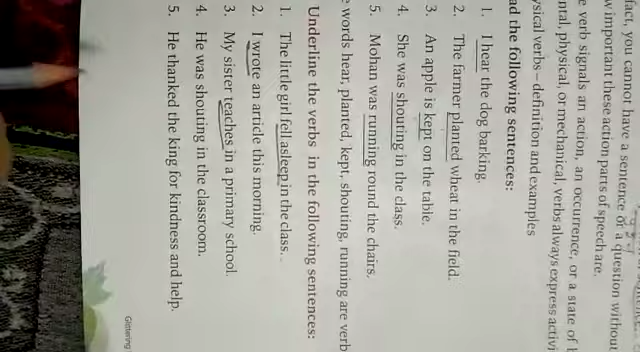 fact, you cannot have a sentence or a question without
important these action parts of speech are.
verb signals an action, an occurrence, or a state of
physical, or mechanical, verbs always express
verbs – definition and examples
the following sentences:
1. I hear the dog barking.
2. The farmer planted wheat in the field.
3. An apple is kept on the table.
4. She was shouting in the class.
5. Mohan was running round the chairs.
words hear, planted, kept, shouting, running are verb
Underline the verbs in the following sentences:
1. The little girl fell asleep in the class.
2. I wrote an article this morning.
3. My sister teaches in a primary school.
4. He was shouting in the classroom.
5. He thanked the king for kindness and help.
Glittering